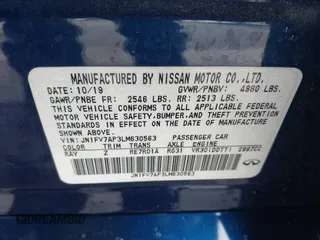 MANUFACTURED BY NISSAN MOTOR CO.,LTD.
DATE: 10/19 GVWR/PNBV: 4980 LBS.
GAWR/PNBE FR: 2546 LBS. RR: 2513 LBS.
THIS VEHICLE CONFORMS TO ALL APPLICABLE
FEDERAL MOTOR VEHICLE SAFETY, BUMPER,
AND THEFT PREVENTION STANDARDS IN EFFECT
ON THE DATE OF MANUFACTURE SHOWN ABOVE.
VIN: JN1FV7AP3LM630563 PASSENGER CAR
COLOR TRIM TRANS AXLE ENGINE
RAY Z RE7R01A RG31 VR30(DDTT) 2997CC
JN1FV7AP3LM630563